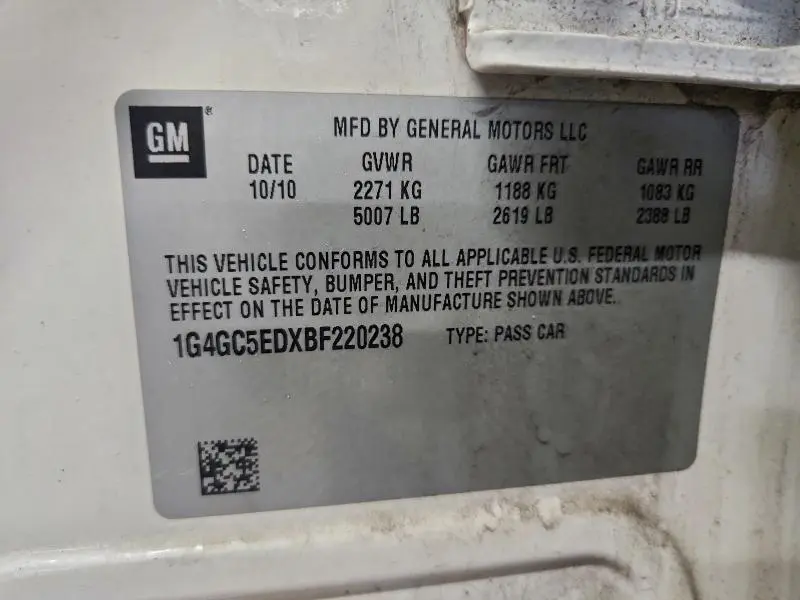 GM ®
MFD BY GENERAL MOTORS LLC
DATE GVWR GAWR FRT GAWR RR
10/10 2271 KG 1188 KG 1083 KG
5007 LB 2619 LB 2388 LB
THIS VEHICLE CONFORMS TO ALL APPLICABLE U.S. FEDERAL MOTOR
VEHICLE SAFETY, BUMPER, AND THEFT PREVENTION STANDARDS IN
EFFECT ON THE DATE OF MANUFACTURE SHOWN ABOVE.
1G4GC5EDXBF220238 TYPE: PASS CAR